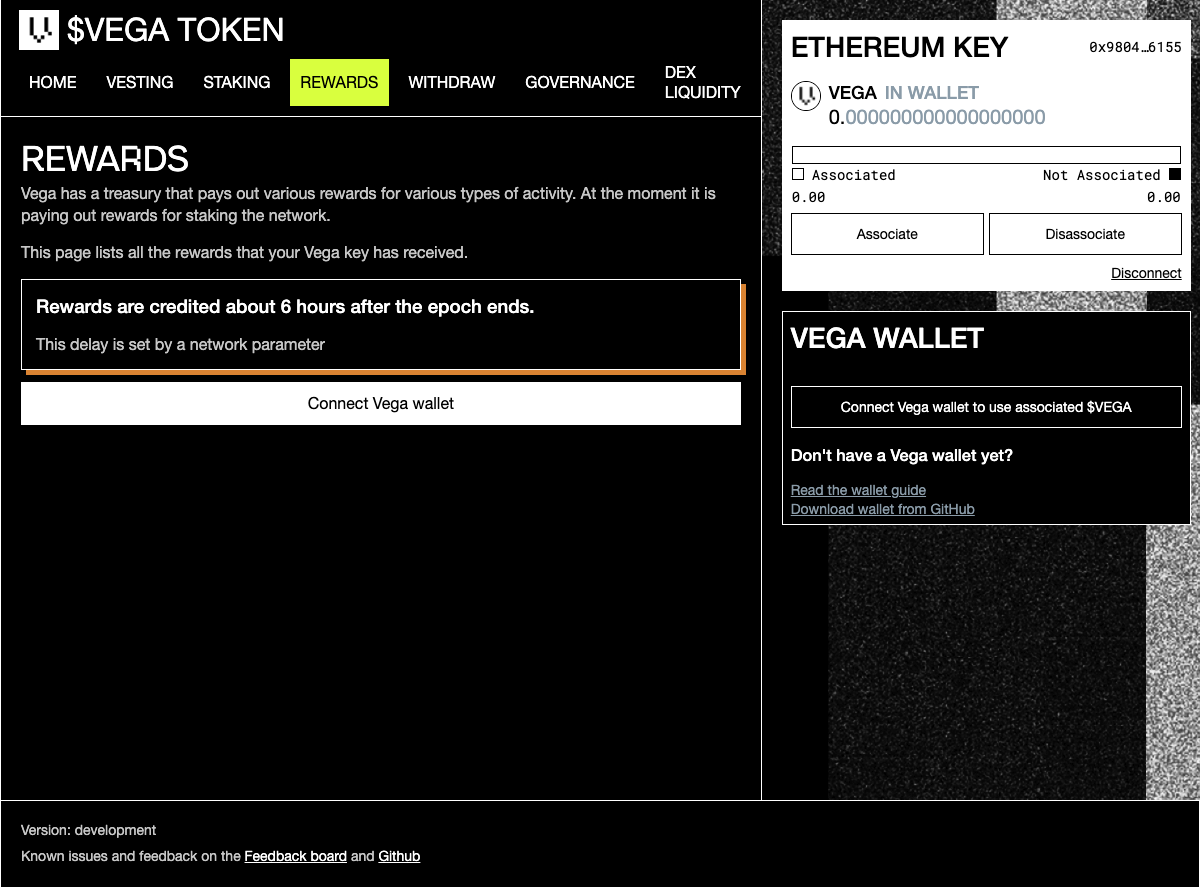 $VEGA TOKEN
HOME VESTING STAKING REWARDS WITHDRAW GOVERNANCE DEX LIQUIDITY
REWARDS
Vega has a treasury that pays out various rewards for various types of activity. At the moment it is
paying out rewards for staking the network.
This page lists all the rewards that your Vega key has received.
Rewards are credited about 6 hours after the epoch ends.
This delay is set by a network parameter
Connect Vega wallet
ETHEREUM KEY 0x9804…6155
VEGA IN WALLET
0.000000000000000000
Associated Not Associated
0.00 0.00
Associate Disassociate
Disconnect
VEGA WALLET
Connect Vega wallet to use associated $VEGA
Don't have a Vega wallet yet?
Read the wallet guide
Download wallet from GitHub
Version: development
Known issues and feedback on the Feedback board and Github